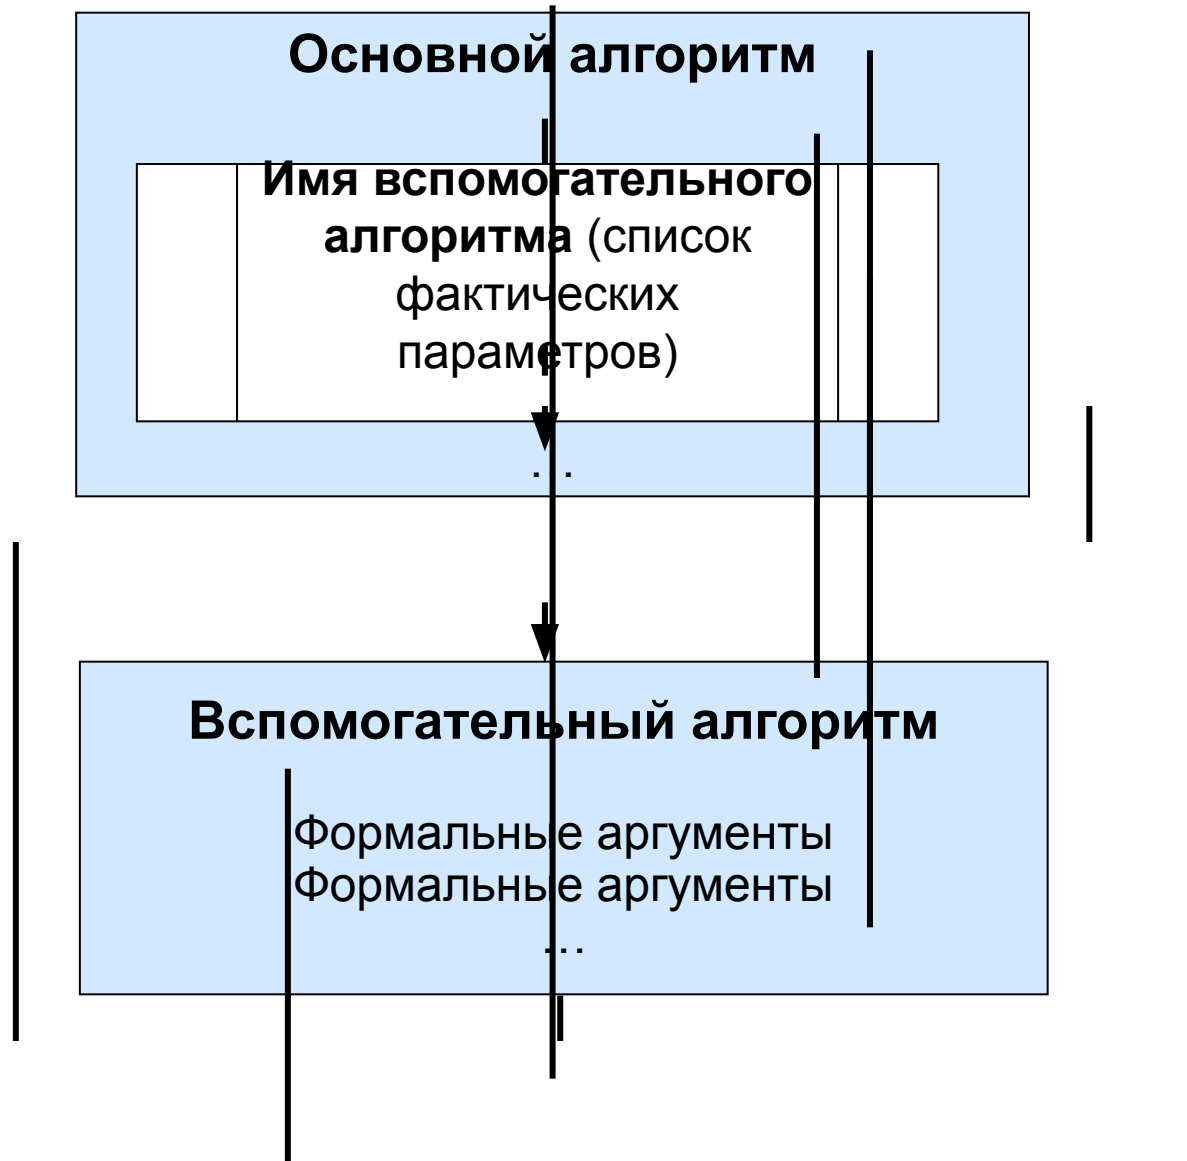 Основной алгоритм
Имя вспомогательного
алгоритма (список
фактических
параметров)
…
Вспомогательный алгоритм
Формальные аргументы
Формальные аргументы
…